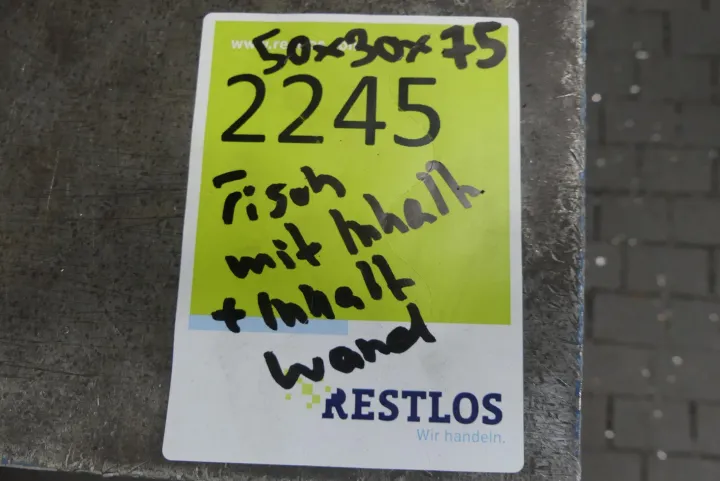 50x30x75
2245
Tisch
mit Inhalt
+ Inhalt
Wand
RESTLOS
Wir handeln.